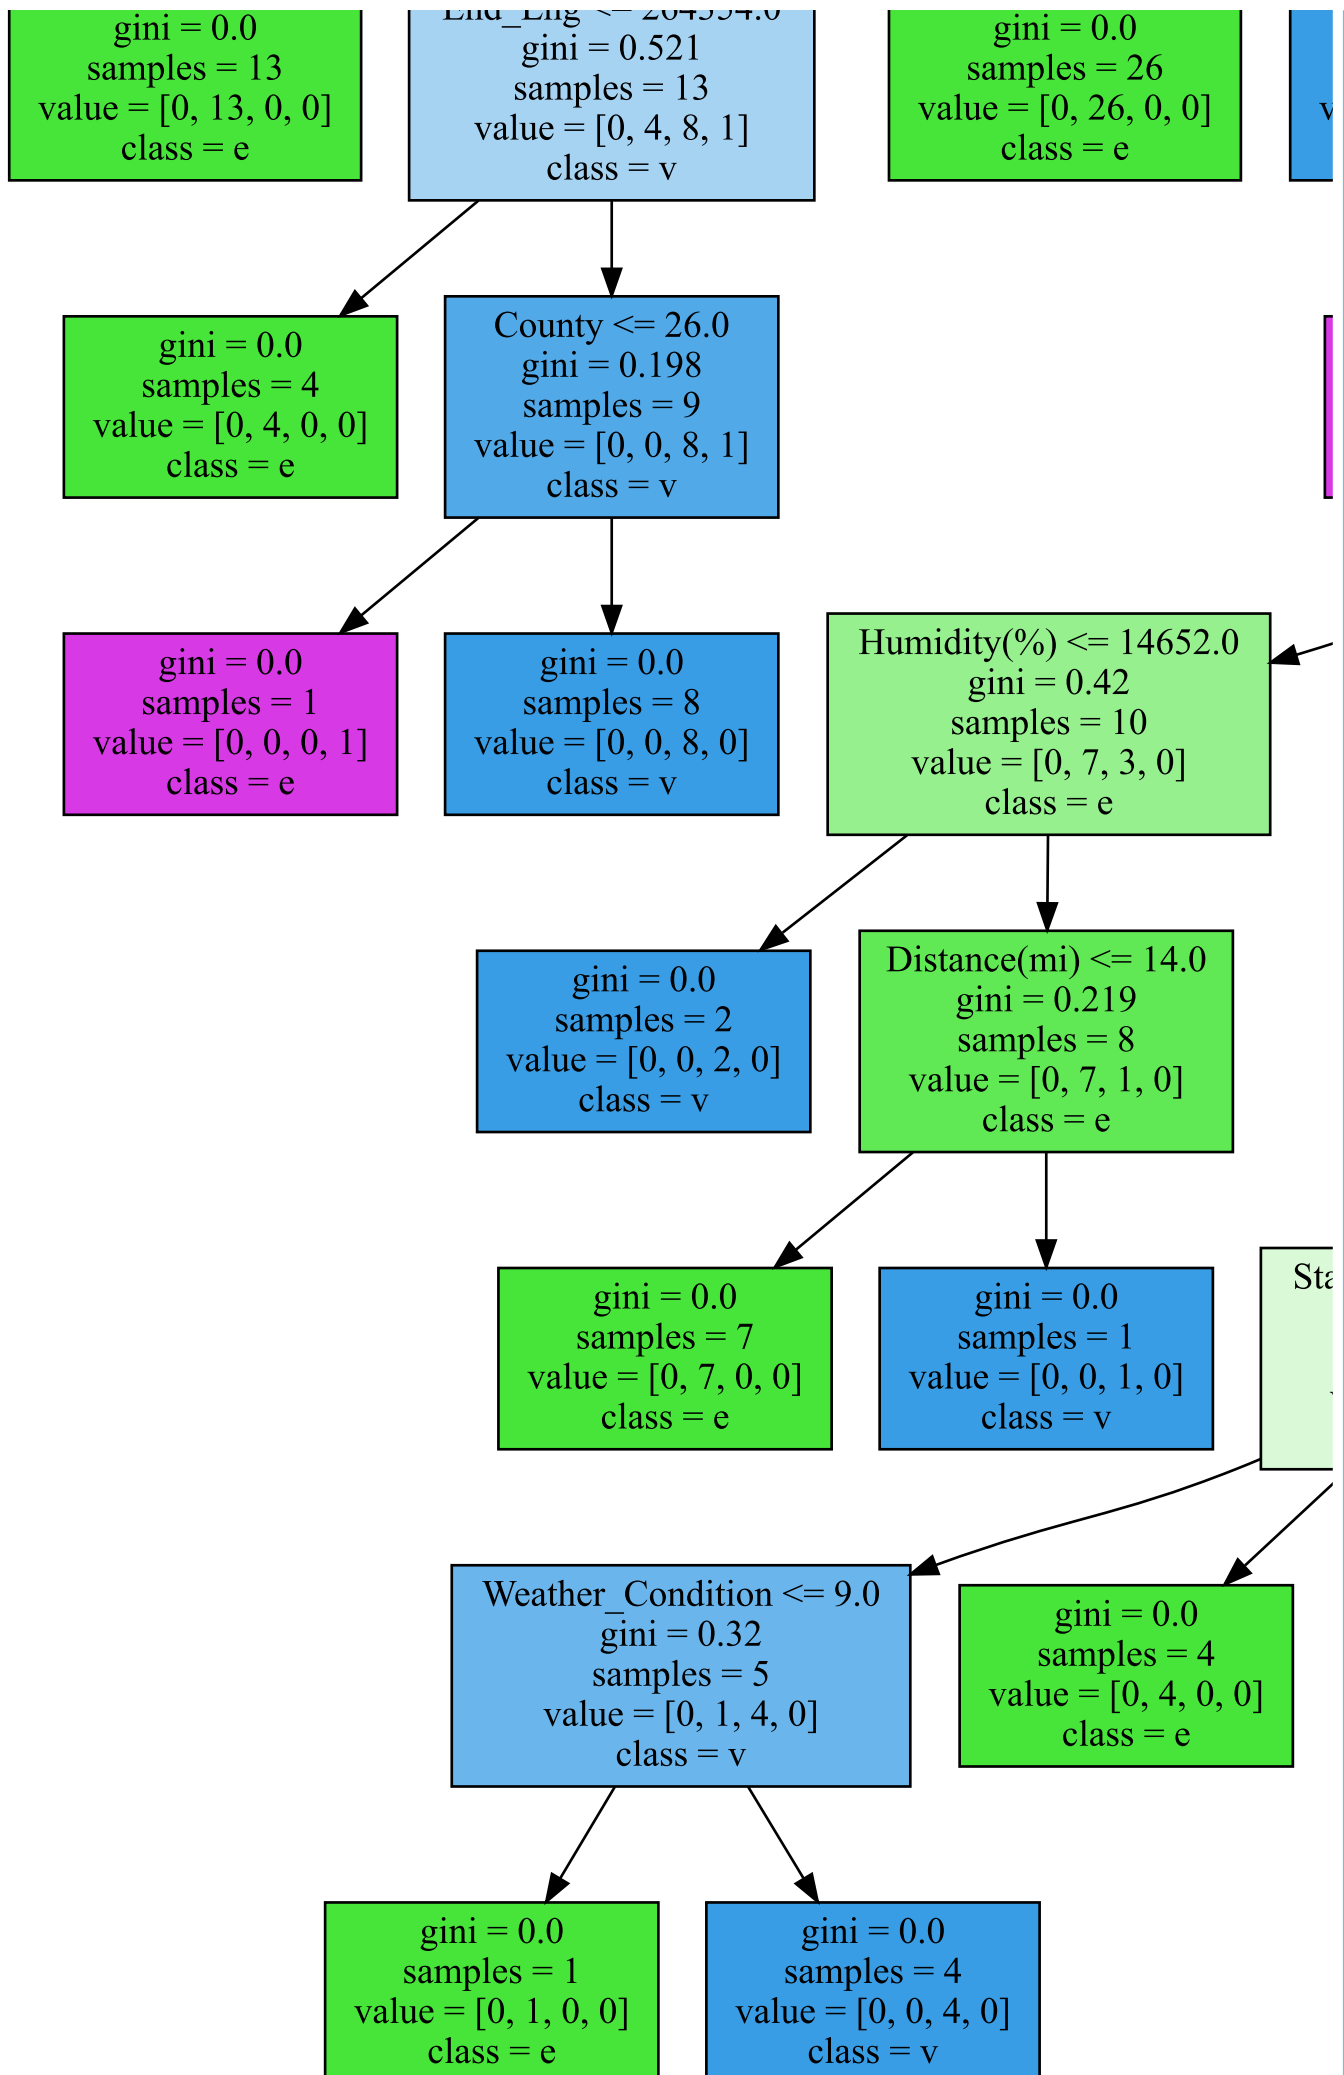 gini = 0.0
samples = 13
value = [0, 13, 0, 0]
class = e
End_Lng <= 264354.0
gini = 0.521
samples = 13
value = [0, 4, 8, 1]
class = v
gini = 0.0
samples = 26
value = [0, 26, 0, 0]
class = e
gini = 0.0
samples = 4
value = [0, 4, 0, 0]
class = e
County <= 26.0
gini = 0.198
samples = 9
value = [0, 0, 8, 1]
class = v
gini = 0.0
samples = 1
value = [0, 0, 0, 1]
class = e
gini = 0.0
samples = 8
value = [0, 0, 8, 0]
class = v
Humidity(%) <= 14652.0
gini = 0.42
samples = 10
value = [0, 7, 3, 0]
class = e
gini = 0.0
samples = 2
value = [0, 0, 2, 0]
class = v
Distance(mi) <= 14.0
gini = 0.219
samples = 8
value = [0, 7, 1, 0]
class = e
gini = 0.0
samples = 7
value = [0, 7, 0, 0]
class = e
gini = 0.0
samples = 1
value = [0, 0, 1, 0]
class = v
Sta
Weather_Condition <= 9.0
gini = 0.32
samples = 5
value = [0, 1, 4, 0]
class = v
gini = 0.0
samples = 4
value = [0, 4, 0, 0]
class = e
gini = 0.0
samples = 1
value = [0, 1, 0, 0]
class = e
gini = 0.0
samples = 4
value = [0, 0, 4, 0]
class = v